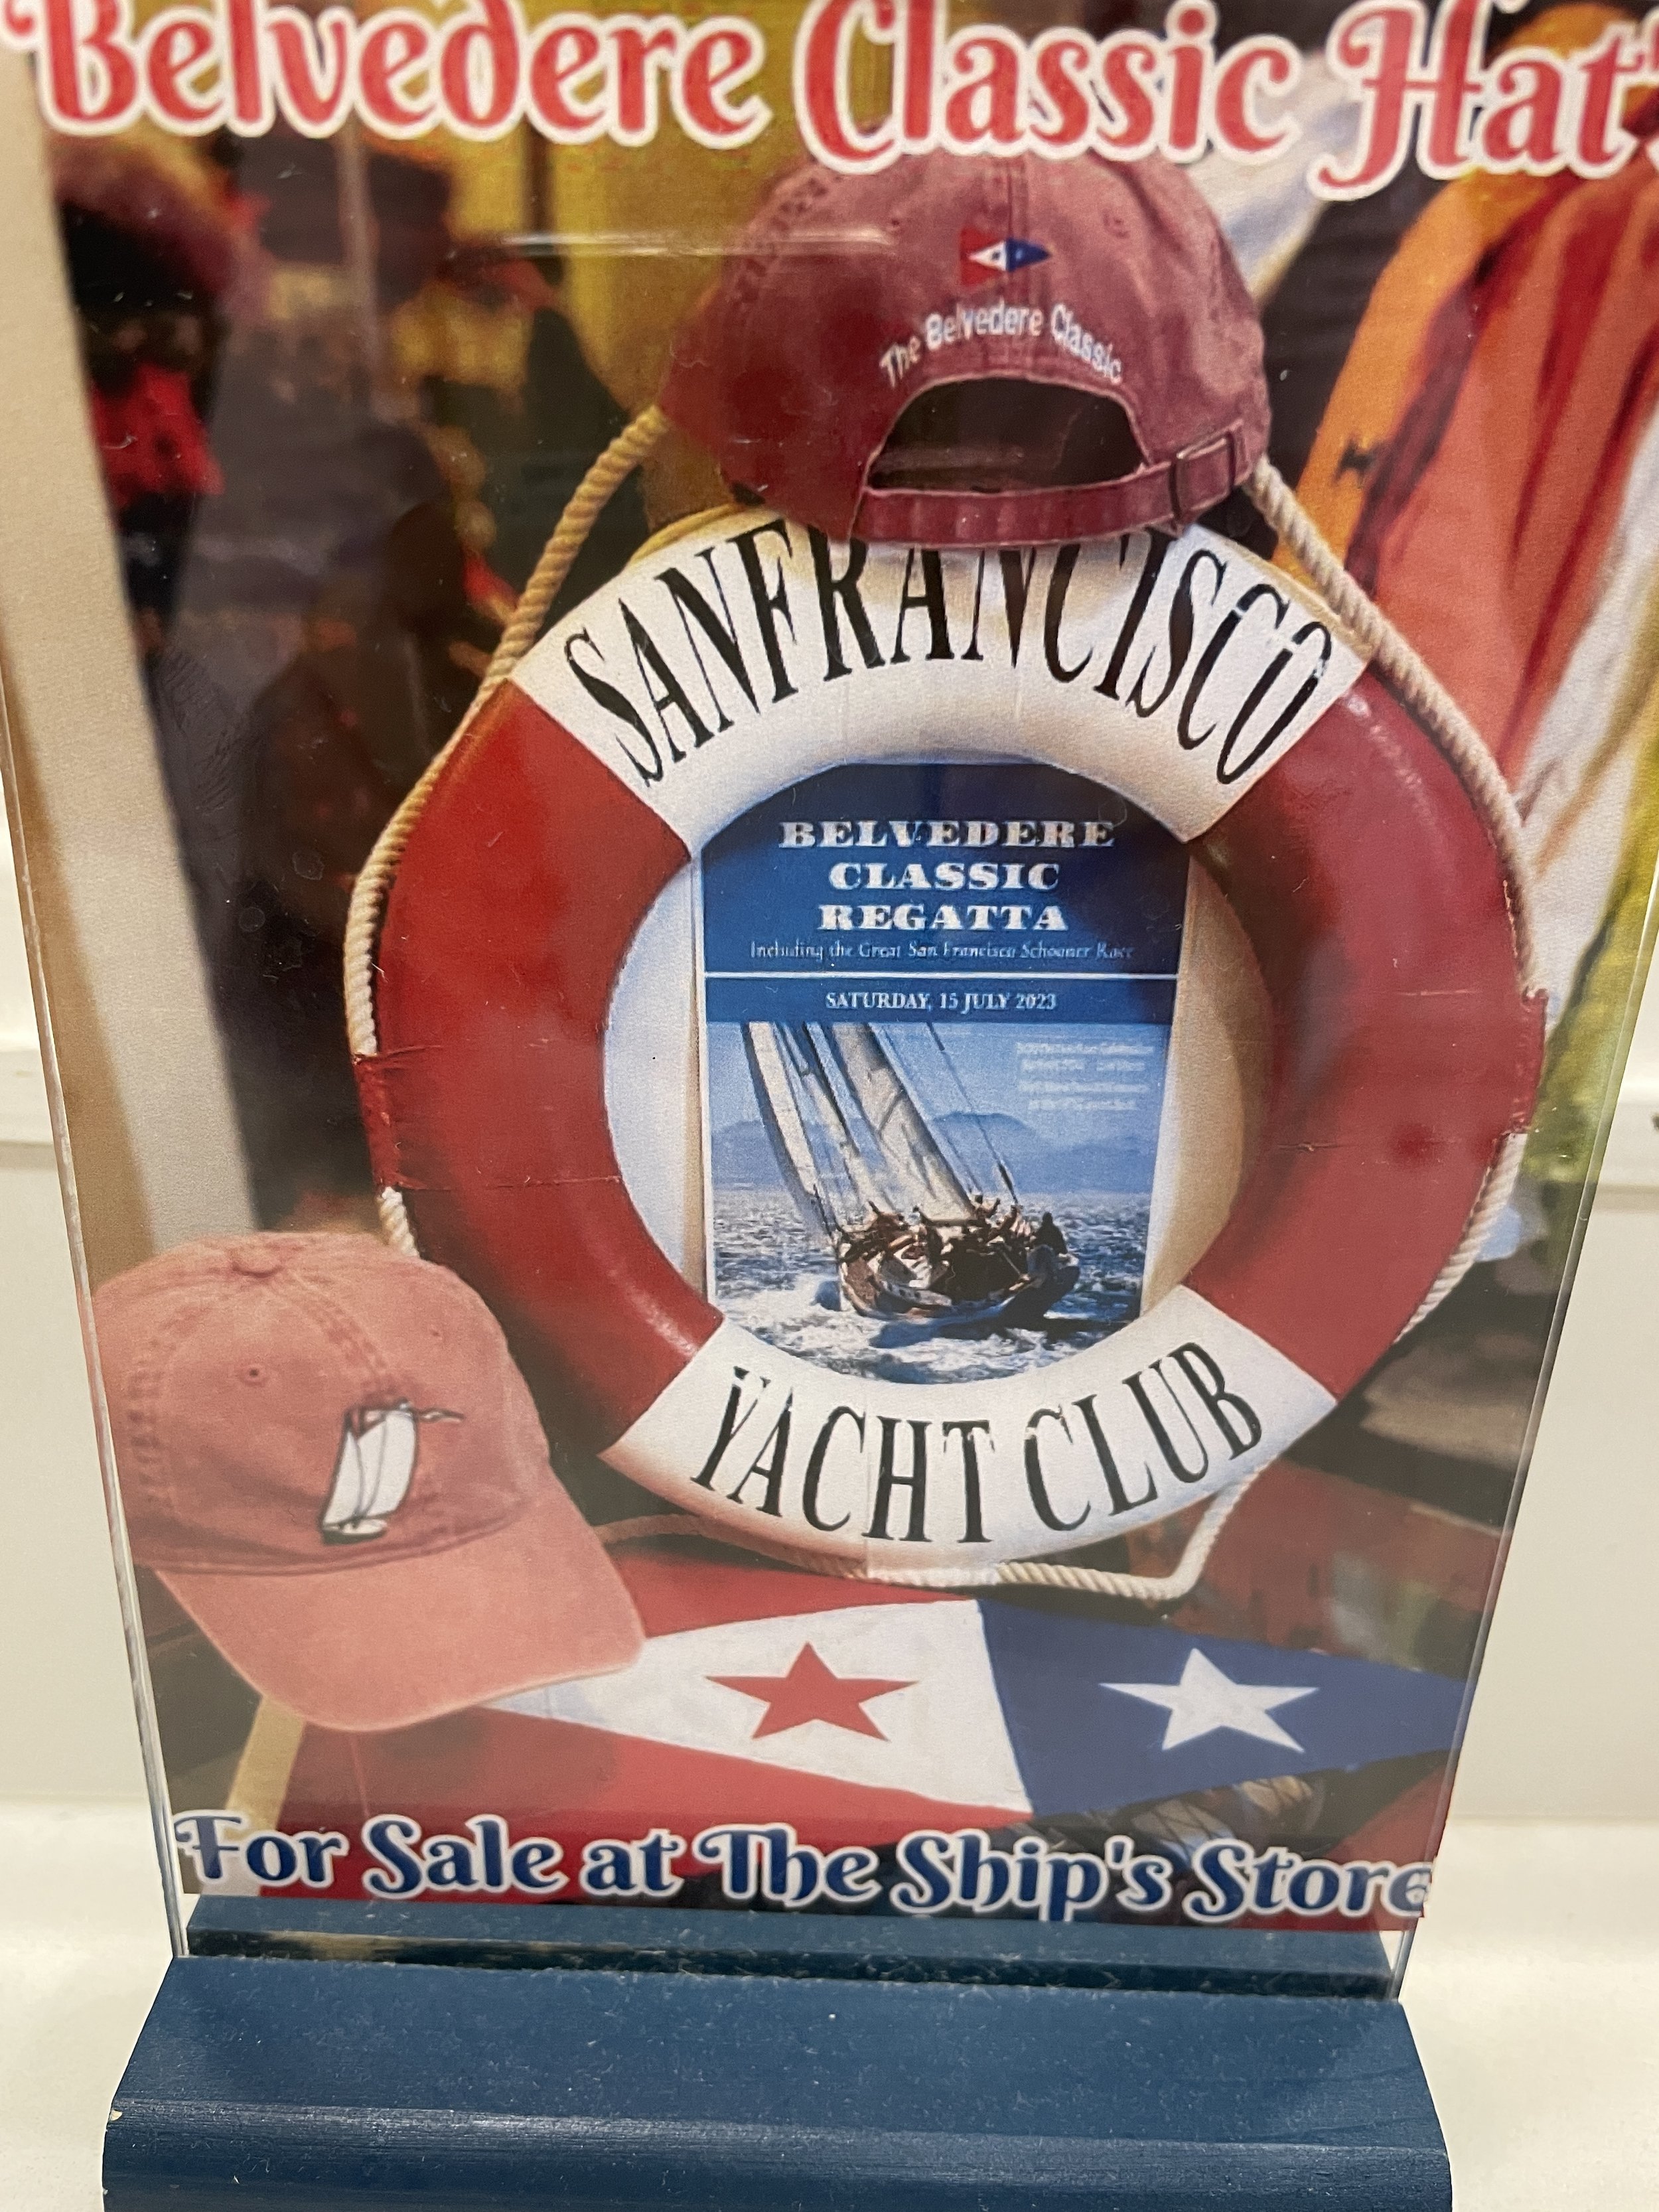 Belvedere Classic Hat's
The Belvedere Classic
SAN FRANCISCO
BELVEDERE
CLASSIC
REGATTA
Including the Great San Francisco Schooner Race
SATURDAY, 15 JULY 2023
YACHT CLUB
For Sale at The Ship's Store